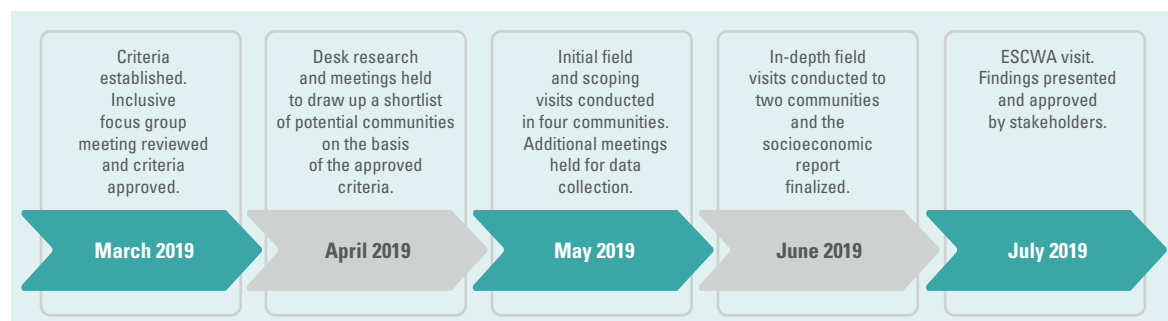 Criteria
established.
Inclusive
focus group
meeting reviewed
and criteria
approved.
March 2019
Desk research
and meetings held
to draw up a shortlist
of potential communities
on the basis
of the approved
criteria.
April 2019
Initial field
and scoping
visits conducted
in four communities.
Additional meetings
held for data
collection.
May 2019
In-depth field
visits conducted to
two communities
and the
socioeconomic
report
finalized.
June 2019
ESCWA visit.
Findings presented
and approved
by stakeholders.
July 2019